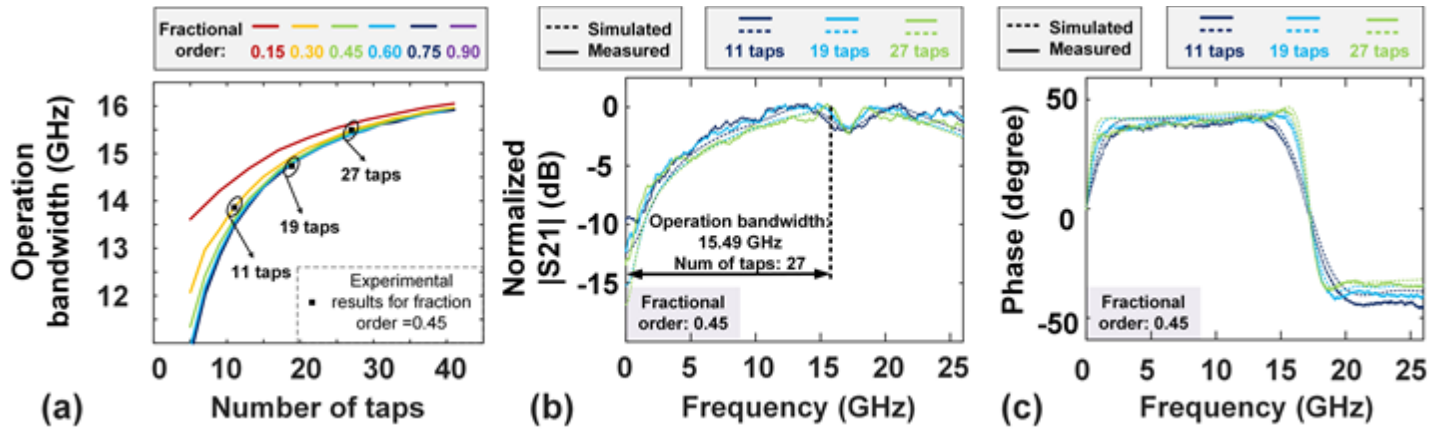 Fractional
order:
0.15 0.30 0.45 0.60 0.75 0.90
Operation
bandwidth (GHz)
16
15
14
13
12
27 taps
19 taps
11 taps
Experimental
results for fraction
order =0.45
0 10 20 30 40
(a)
Number of taps
Simulated
Measured
11 taps 19 taps 27 taps
Normalized
|S21| (dB)
0
-5
-10
-15
Operation bandwidth:
15.49 GHz
Num of taps: 27
Fractional
order: 0.45
0 5 10 15 20 25
(b)
Frequency (GHz)
Simulated
Measured
11 taps 19 taps 27 taps
Phase (degree)
50
0
-50
Fractional
order: 0.45
0 5 10 15 20 25
(c)
Frequency (GHz)